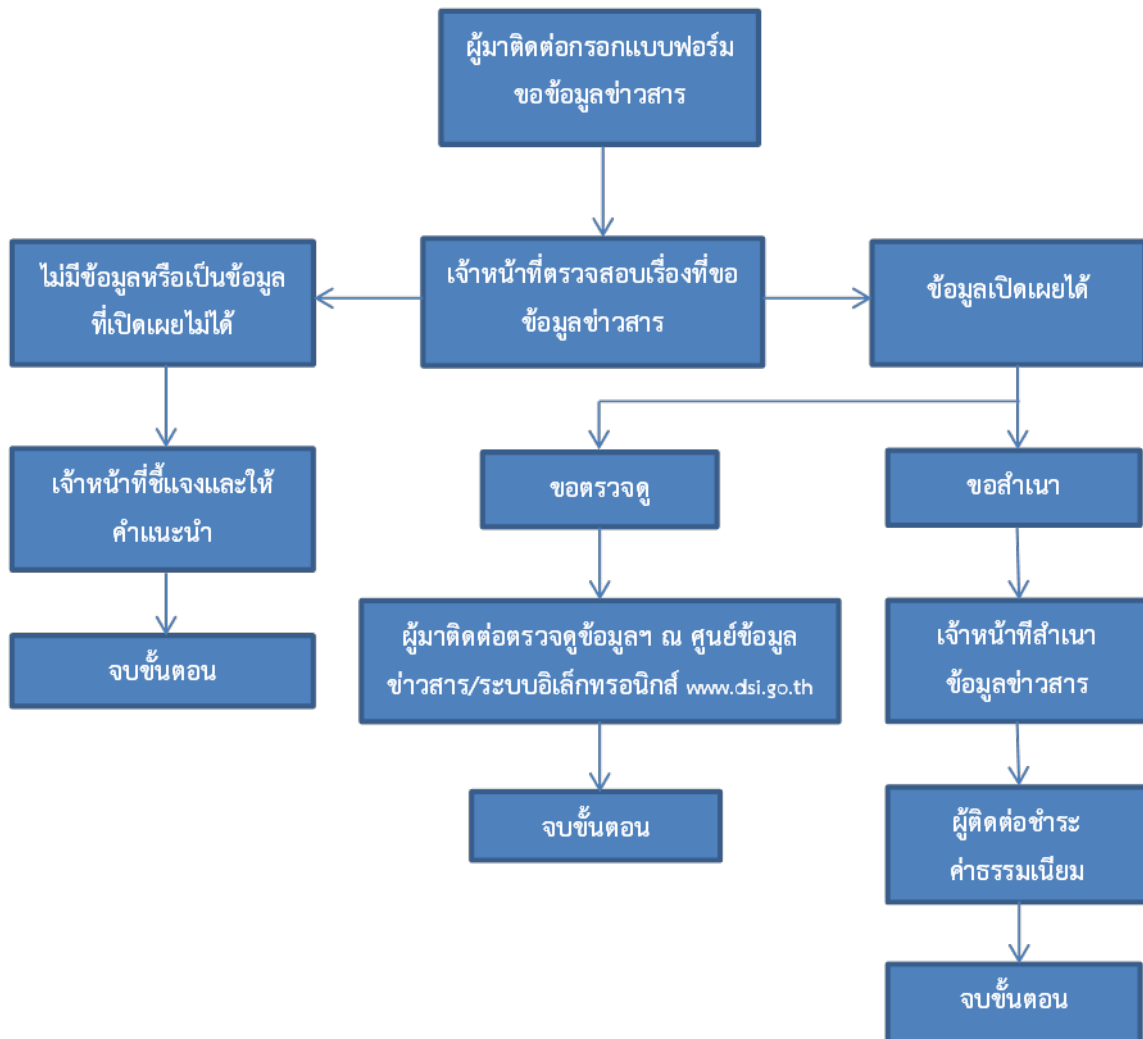 ผู้มาติดต่อกรอกแบบฟอร์ม
ขอข้อมูลข่าวสาร
ไม่มีข้อมูลหรือเป็นข้อมูล
ที่เปิดเผยไม่ได้
เจ้าหน้าที่ตรวจสอบเรื่องที่ขอ
ข้อมูลข่าวสาร
ข้อมูลเปิดเผยได้
เจ้าหน้าที่ชี้แจงและให้
คำแนะนำ
ขอตรวจดู
ขอสำเนา
จบขั้นตอน
ผู้มาติดต่อตรวจดูข้อมูลฯ ณ ศูนย์ข้อมูล
ข่าวสาร/ระบบอิเล็กทรอนิกส์ www.dsi.go.th
เจ้าหน้าที่สำเนา
ข้อมูลข่าวสาร
จบขั้นตอน
ผู้ติดต่อชำระ
ค่าธรรมเนียม
จบขั้นตอน